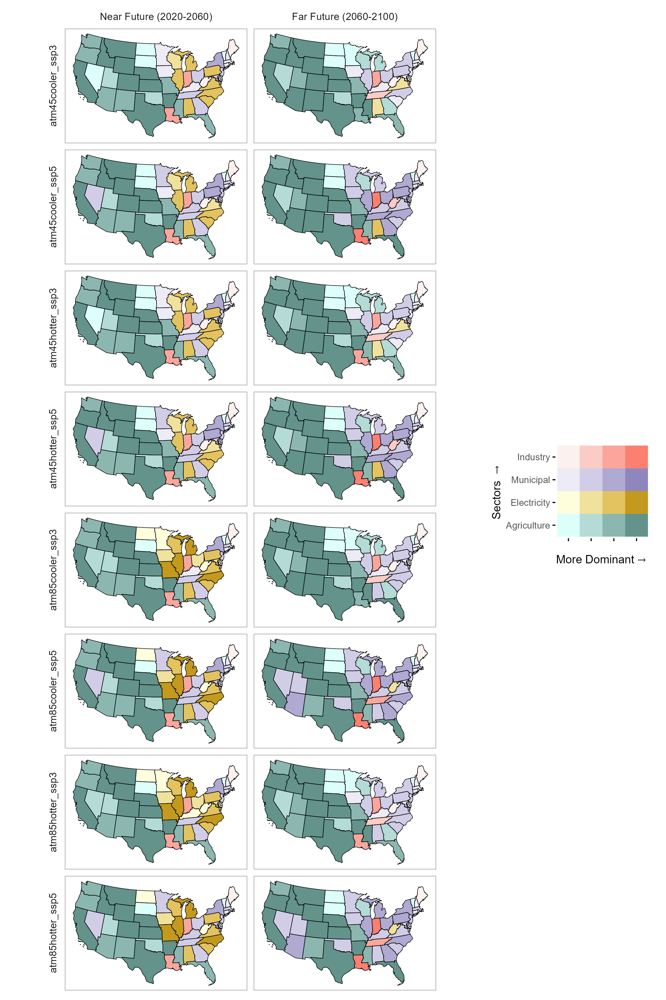 Near Future (2020-2060)
Far Future (2060-2100)
atm45cooler_ssp3
atm45cooler_ssp5
atm45hotter_ssp3
atm45hotter_ssp5
atm85cooler_ssp3
atm85cooler_ssp5
atm85hotter_ssp3
atm85hotter_ssp5
Sectors →
Industry
Municipal
Electricity
Agriculture
More Dominant →